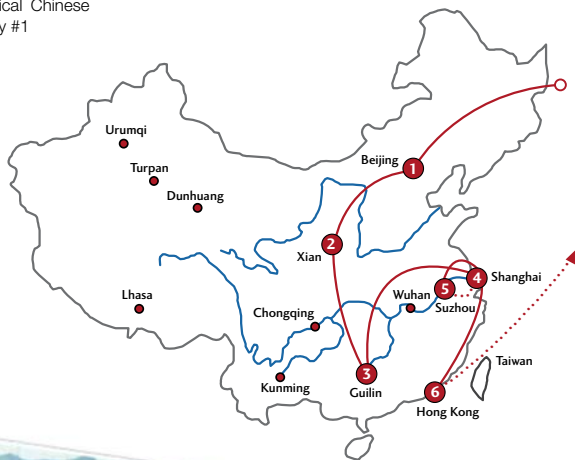 ical Chinese
y #1
Urumqi
Turpan
Dunhuang
Beijing
1
2
Xian
Lhasa
Chongqing
Wuhan
4
Shanghai
5
Suzhou
Kunming
3
Guilin
6
Hong Kong
Taiwan